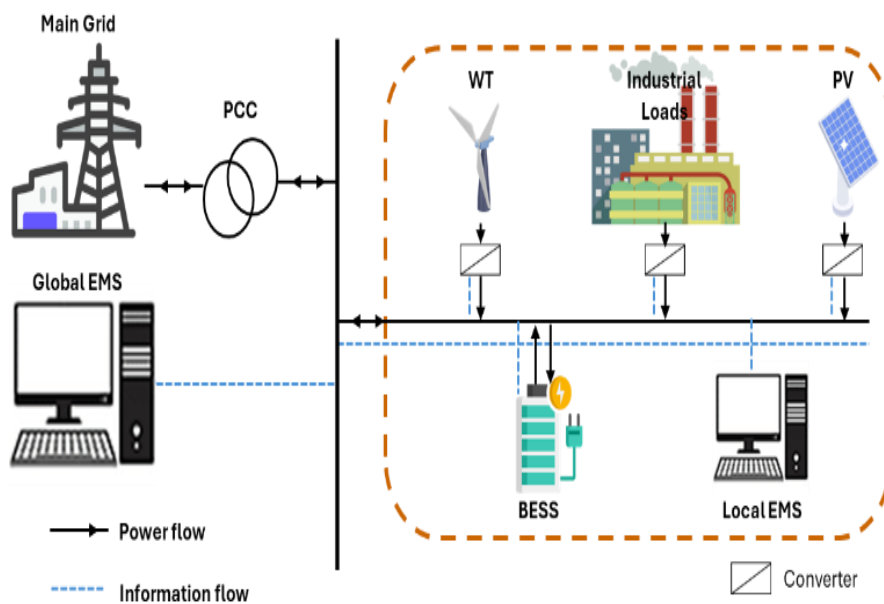 Main Grid
PCC
WT
Industrial
Loads
PV
Global EMS
BESS
Local EMS
Power flow
Information flow
Converter